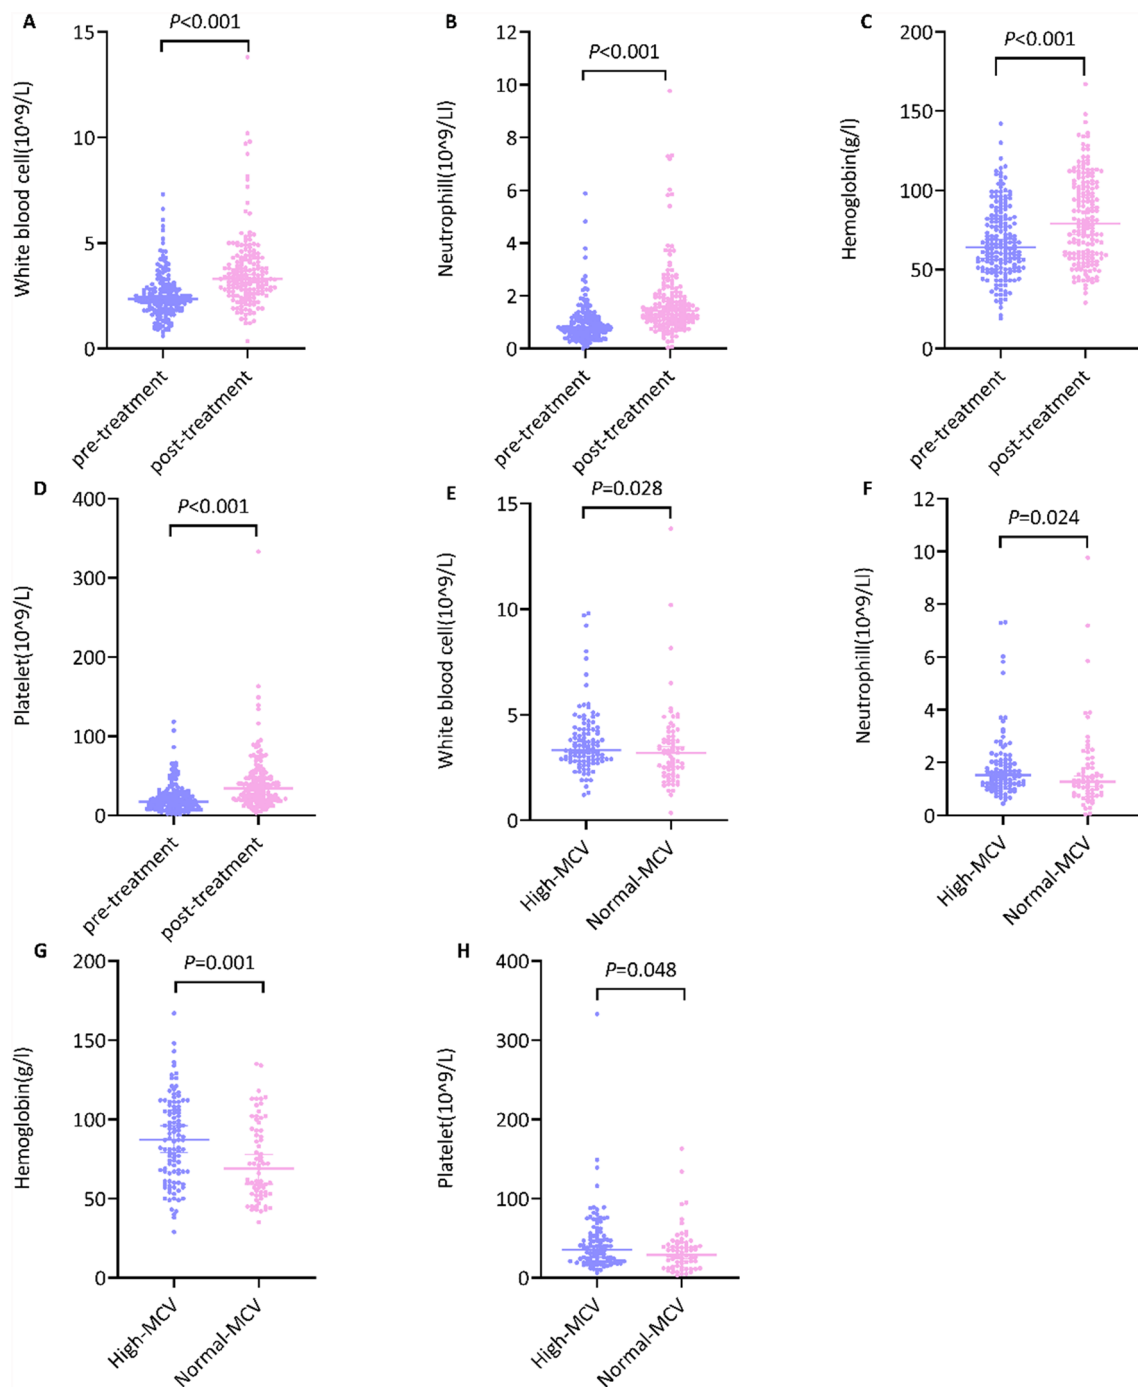 A
P<0.001
White blood cell(10^9/L)
15
10
5
0
pre-treatment
post-treatment
B
P<0.001
Neutrophill(10^9/Ll)
12
10
8
6
4
2
0
pre-treatment
post-treatment
C
P<0.001
Hemoglobin(g/l)
200
150
100
50
0
pre-treatment
post-treatment
D
P<0.001
Platelet(10^9/L)
400
300
200
100
0
pre-treatment
post-treatment
E
P=0.028
White blood cell(10^9/L)
15
10
5
0
High-MCV
Normal-MCV
F
P=0.024
Neutrophill(10^9/Ll)
12
10
8
6
4
2
0
High-MCV
Normal-MCV
G
P=0.001
Hemoglobin(g/l)
200
150
100
50
0
High-MCV
Normal-MCV
H
P=0.048
Platelet(10^9/L)
400
300
200
100
0
High-MCV
Normal-MCV